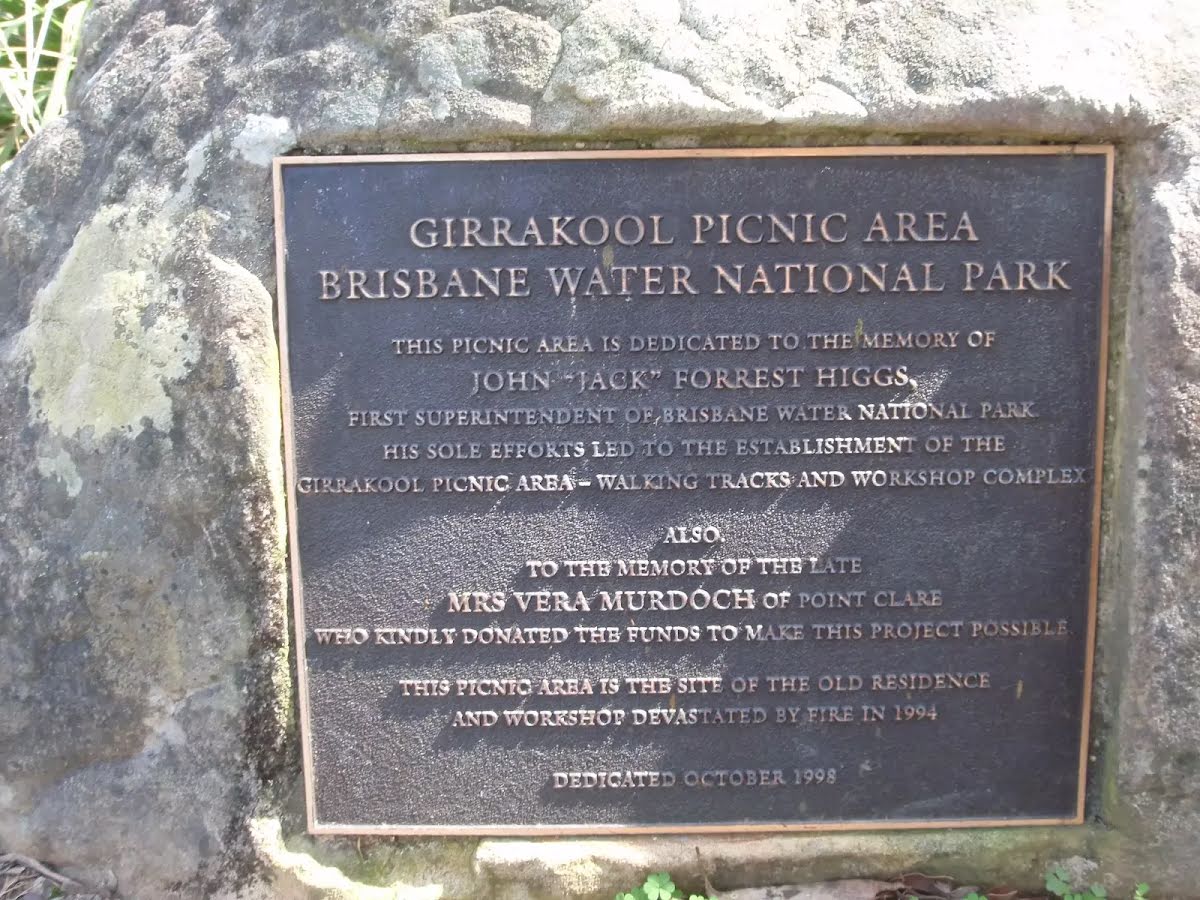 GIRRAKOOL PICNIC AREA
BRISBANE WATER NATIONAL PARK
THIS PICNIC AREA IS DEDICATED TO THE MEMORY OF
JOHN "JACK" FORREST HIGGS,
FIRST SUPERINTENDENT OF BRISBANE WATER NATIONAL PARK.
HIS SOLE EFFORTS LED TO THE ESTABLISHMENT OF THE
GIRRAKOOL PICNIC AREA – WALKING TRACKS AND WORKSHOP COMPLEX
ALSO,
TO THE MEMORY OF THE LATE
MRS VERA MURDOCH OF POINT CLARE
WHO KINDLY DONATED THE FUNDS TO MAKE THIS PROJECT POSSIBLE.
THIS PICNIC AREA IS THE SITE OF THE OLD RESIDENCE
AND WORKSHOP DEVASTATED BY FIRE IN 1994
DEDICATED OCTOBER 1998